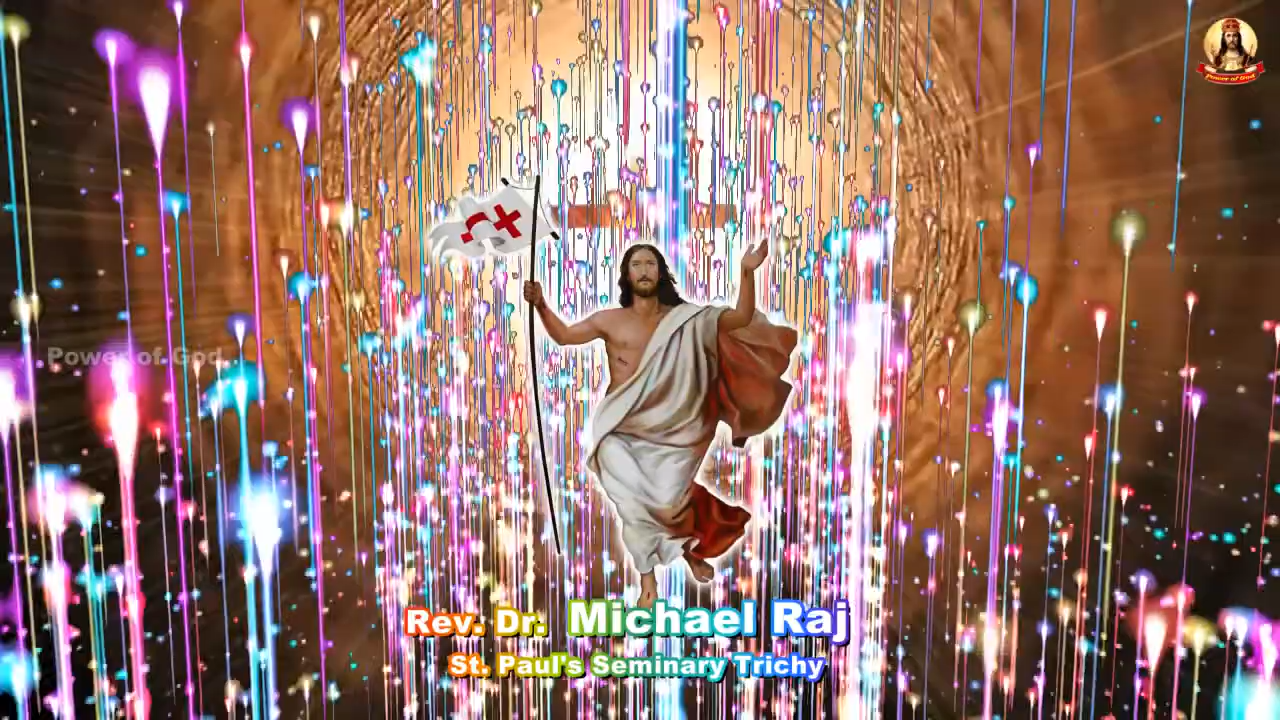 Power of God
Power of God
Rev. Dr. Michael Raj
St. Paul's Seminary Trichy